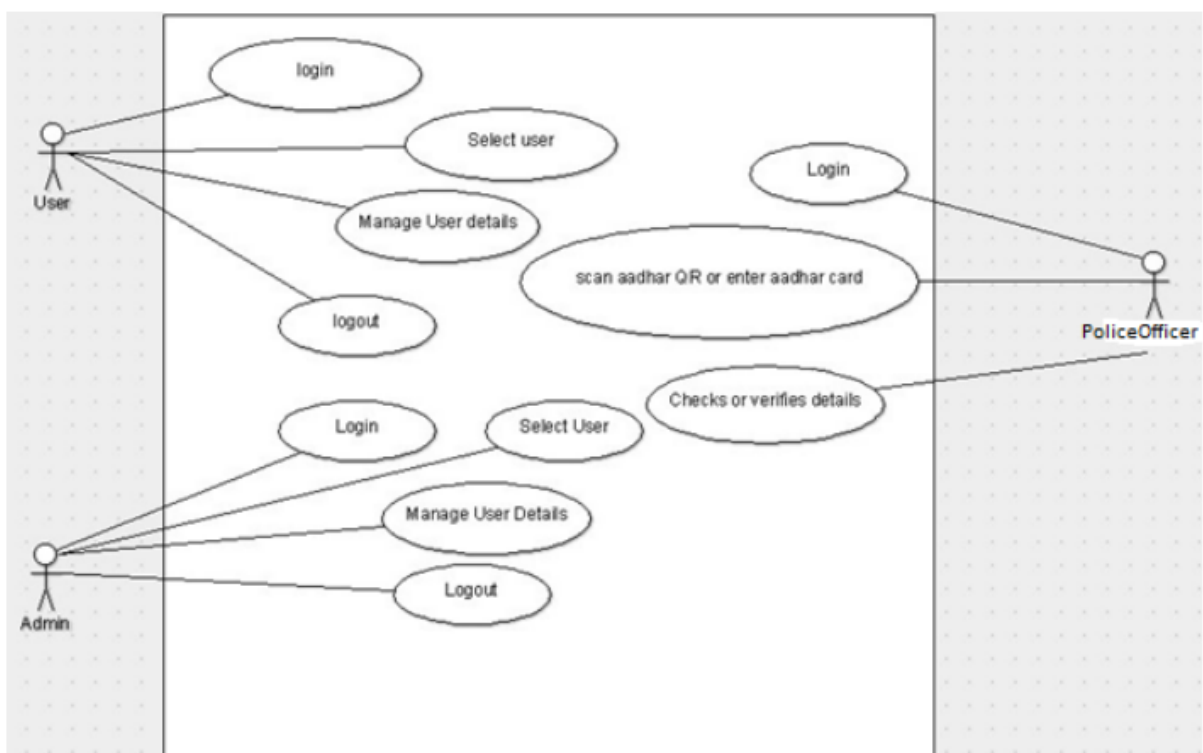 login
Select user
Manage User details
logout
User
Login
scan aadhar QR or enter aadhar card
Checks or verifies details
PoliceOfficer
Login
Select User
Manage User Details
Logout
Admin